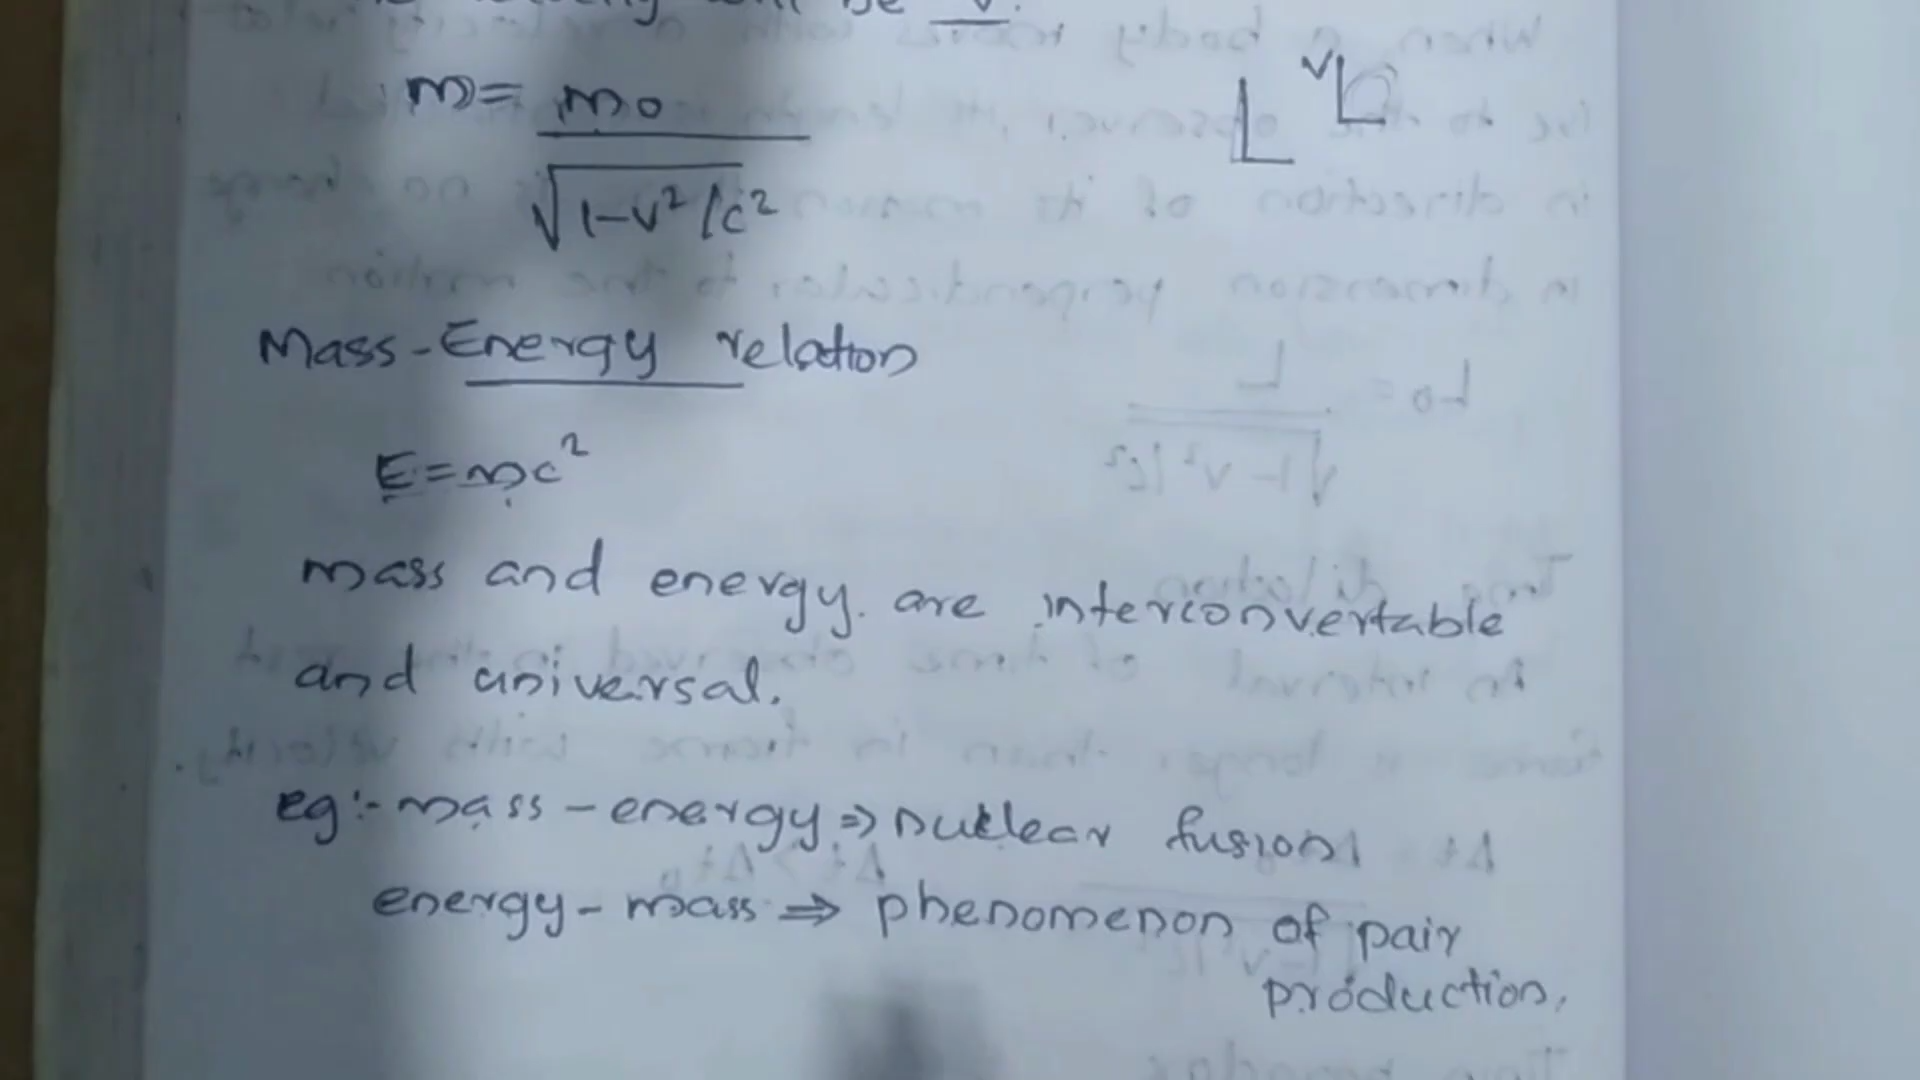 be V.
m = m0
√1-v²/c²
V
L L
Mass-Energy relation
E=mc²
mass and energy are interconvertable
and universal.
eg:- mass - energy ⇒ nuclear fusion
energy - mass ⇒ phenomenon of pair
production.